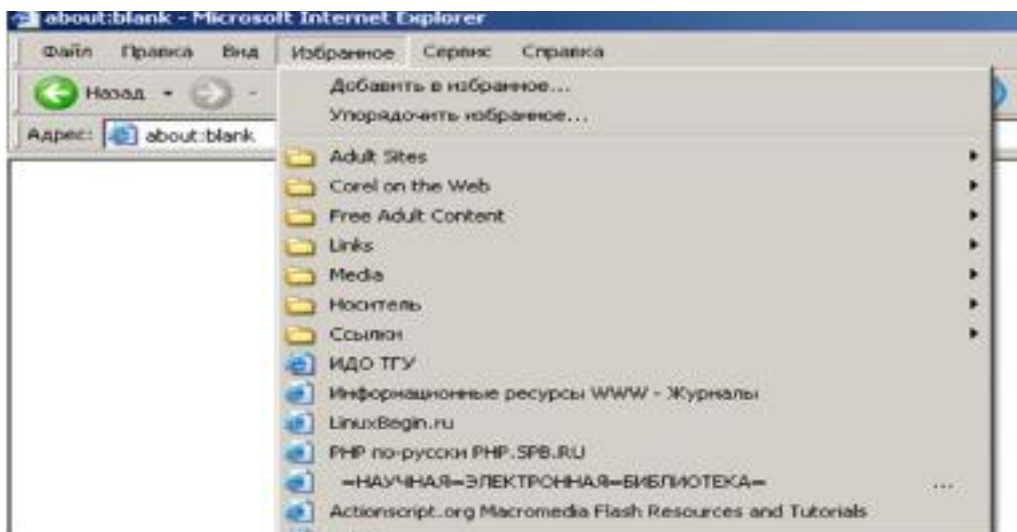 about:blank - Microsoft Internet Explorer
Файл Правка Вид Избранное Сервис Справка
Назад
Добавить в избранное...
Упорядочить избранное...
Адрес: about:blank
Adult Sites
Corel on the Web
Free Adult Content
Links
Media
Носитель
Ссылки
ИДО ТГУ
Информационные ресурсы WWW - Журналы
LinuxBegin.ru
PHP по-русски PHP.SPB.RU
=НАУЧНАЯ=ЭЛЕКТРОННАЯ=БИБЛИОТЕКА= ...
Actionscript.org Macromedia Flash Resources and Tutorials